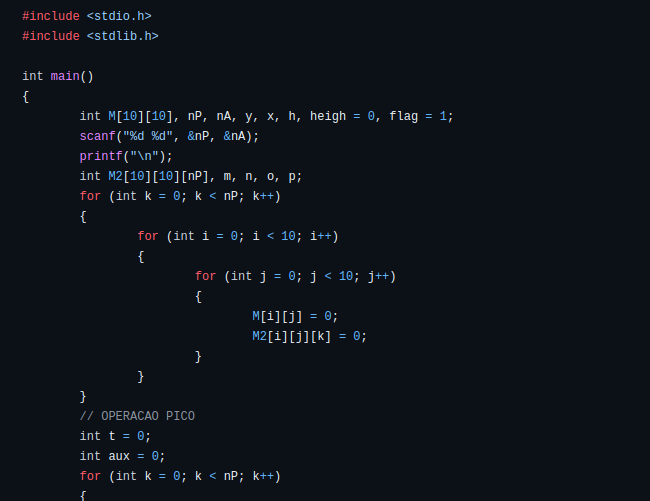 #include <stdio.h>
#include <stdlib.h>

int main()
{
        int M[10][10], nP, nA, y, x, h, heigh = 0, flag = 1;
        scanf("%d %d", &nP, &nA);
        printf("\n");
        int M2[10][10][nP], m, n, o, p;
        for (int k = 0; k < nP; k++)
        {
                for (int i = 0; i < 10; i++)
                {
                        for (int j = 0; j < 10; j++)
                        {
                                M[i][j] = 0;
                                M2[i][j][k] = 0;
                        }
                }
        }
        // OPERACAO PICO
        int t = 0;
        int aux = 0;
        for (int k = 0; k < nP; k++)
        {